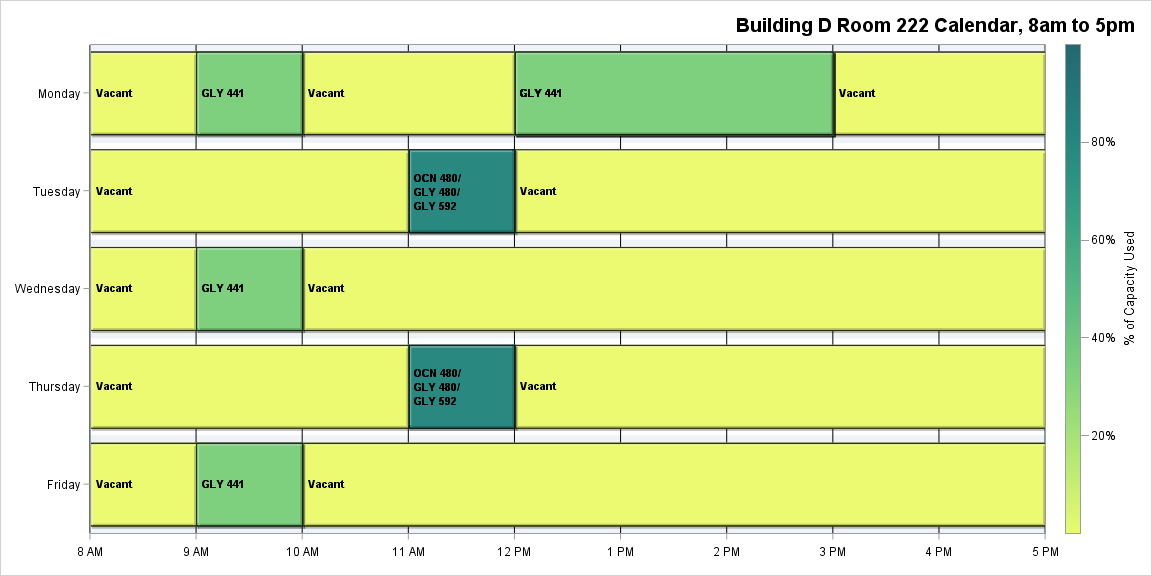 Building D Room 222 Calendar, 8am to 5pm
Monday
Vacant
GLY 441
Vacant
GLY 441
Vacant
Tuesday
Vacant
OCN 480/
GLY 480/
GLY 592
Vacant
Wednesday
Vacant
GLY 441
Vacant
Thursday
Vacant
OCN 480/
GLY 480/
GLY 592
Vacant
Friday
Vacant
GLY 441
Vacant
8 AM
9 AM
10 AM
11 AM
12 PM
1 PM
2 PM
3 PM
4 PM
5 PM
80%
60%
40%
20%
% of Capacity Used